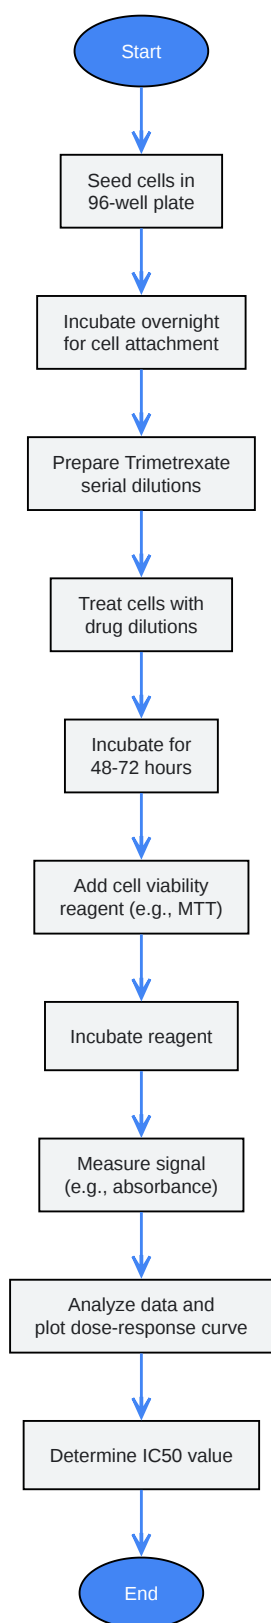 Start
Seed cells in
96-well plate
Incubate overnight
for cell attachment
Prepare Trimetrexate
serial dilutions
Treat cells with
drug dilutions
Incubate for
48-72 hours
Add cell viability
reagent (e.g., MTT)
Incubate reagent
Measure signal
(e.g., absorbance)
Analyze data and
plot dose-response curve
Determine IC50 value
End